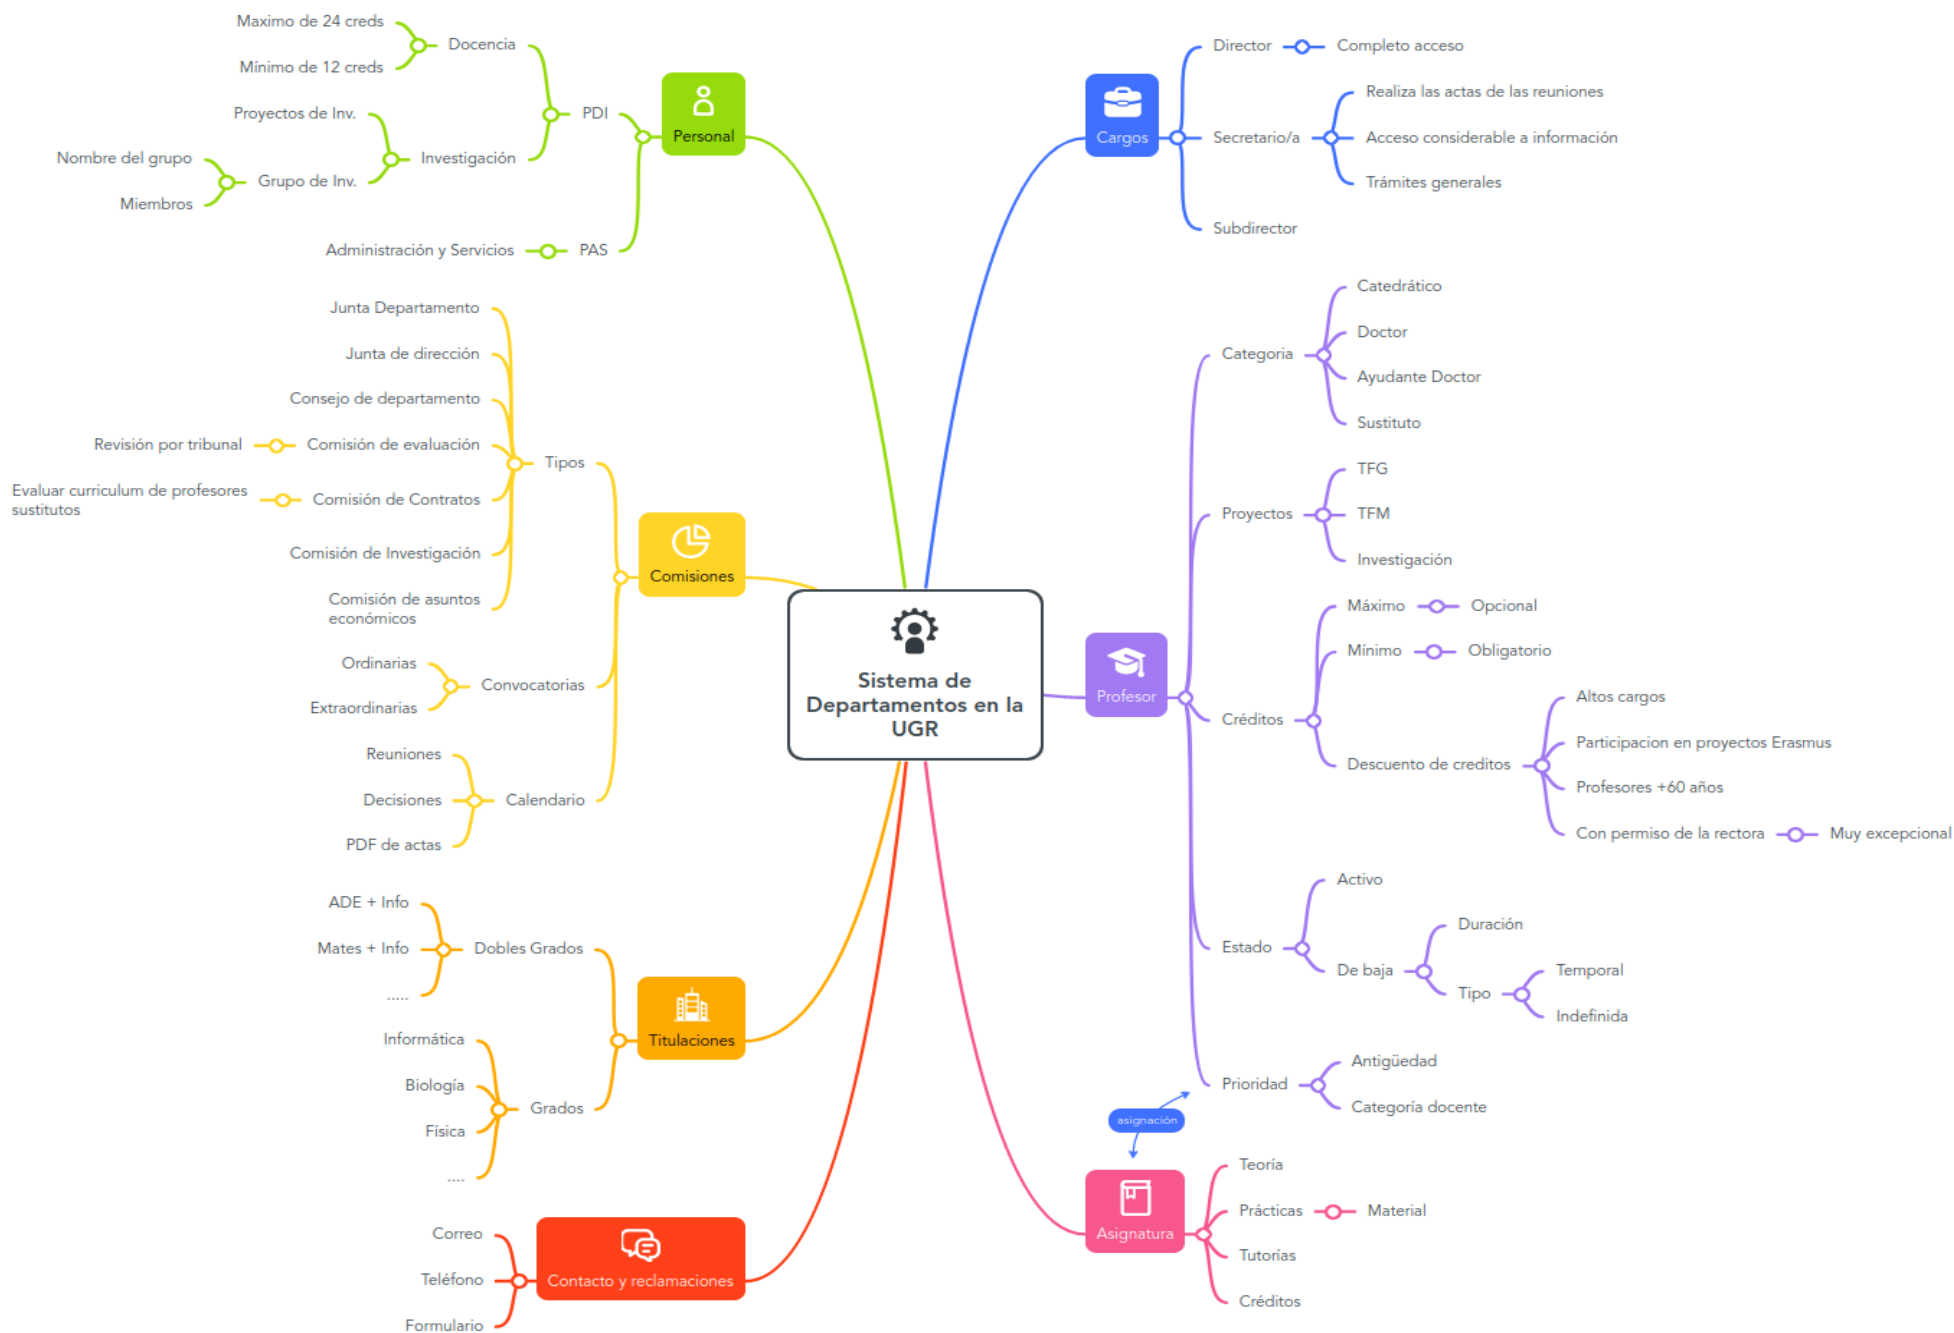 Sistema de
Departamentos en la
UGR
Personal
PDI
Docencia
Maximo de 24 creds
Mínimo de 12 creds
Investigación
Proyectos de Inv.
Grupo de Inv.
Nombre del grupo
Miembros
PAS
Administración y Servicios
Comisiones
Tipos
Junta Departamento
Junta de dirección
Consejo de departamento
Comisión de evaluación
Revisión por tribunal
Comisión de Contratos
Evaluar curriculum de profesores
sustitutos
Comisión de Investigación
Comisión de asuntos
económicos
Convocatorias
Ordinarias
Extraordinarias
Calendario
Reuniones
Decisiones
PDF de actas
Titulaciones
Dobles Grados
ADE + Info
Mates + Info
.....
Grados
Informática
Biología
Física
....
Contacto y reclamaciones
Correo
Teléfono
Formulario
Cargos
Director
Completo acceso
Secretario/a
Realiza las actas de las reuniones
Acceso considerable a información
Trámites generales
Subdirector
Profesor
Categoria
Catedrático
Doctor
Ayudante Doctor
Sustituto
Proyectos
TFG
TFM
Investigación
Créditos
Máximo
Opcional
Mínimo
Obligatorio
Descuento de creditos
Altos cargos
Participacion en proyectos Erasmus
Profesores +60 años
Con permiso de la rectora
Muy excepcional
Estado
Activo
De baja
Duración
Tipo
Temporal
Indefinida
Prioridad
Antigüedad
Categoría docente
asignación
Asignatura
Teoría
Prácticas
Material
Tutorías
Créditos